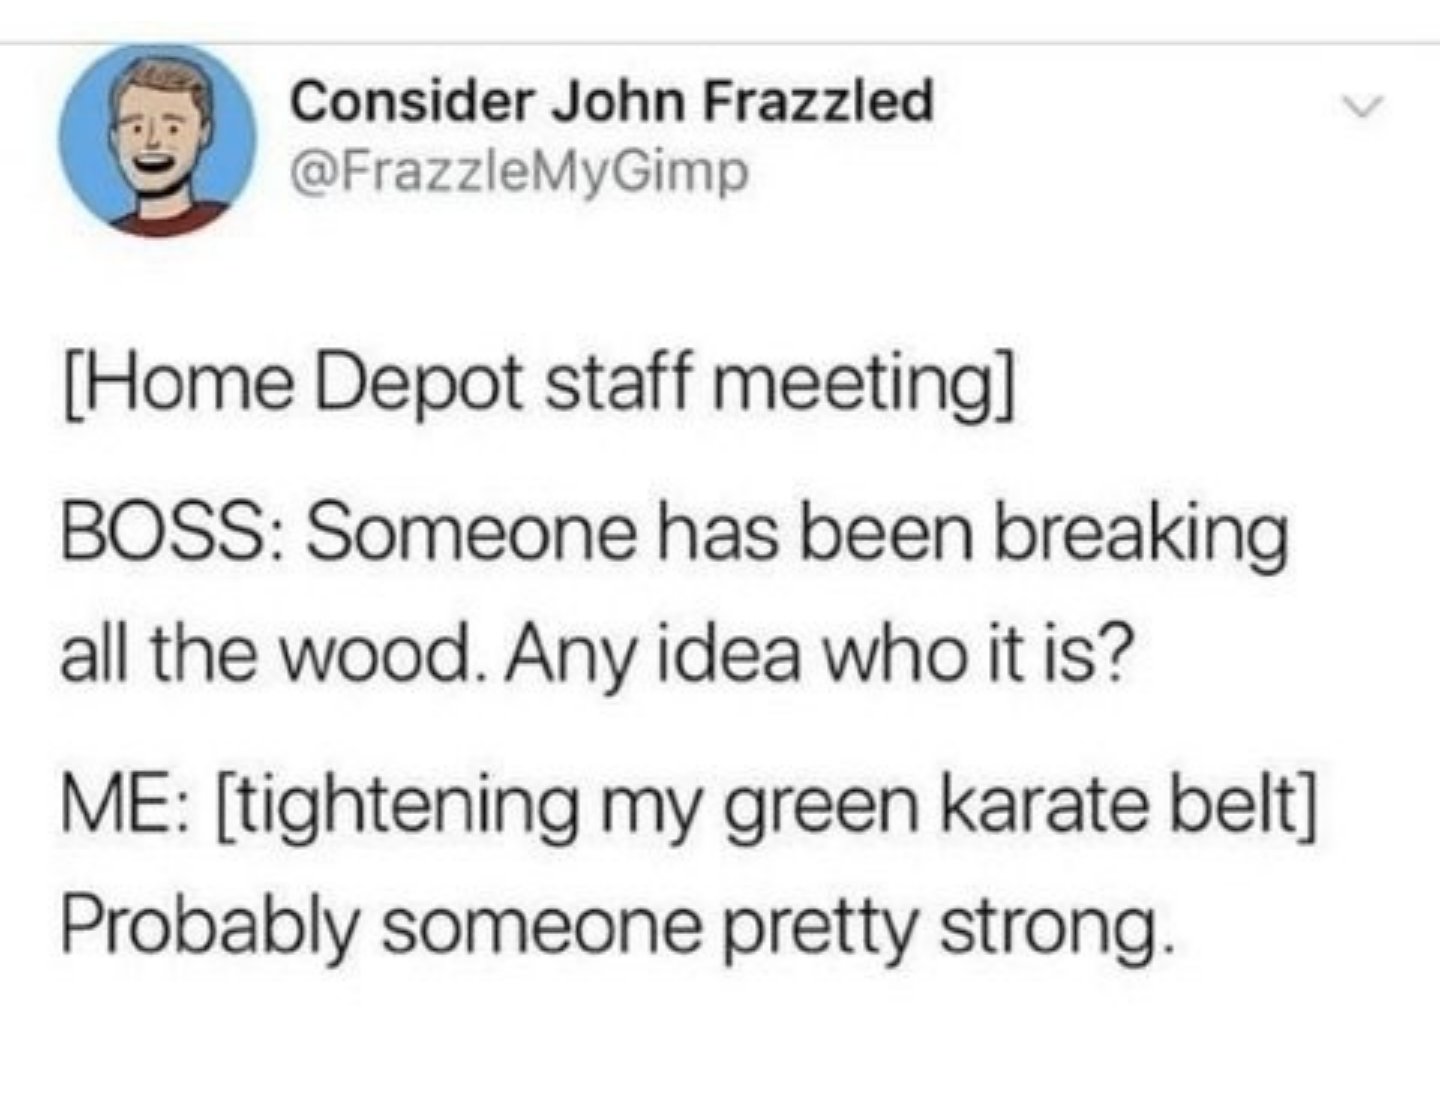 Consider John Frazzled
@FrazzleMyGimp
[Home Depot staff meeting]
BOSS: Someone has been breaking
all the wood. Any idea who it is?
ME: [tightening my green karate belt]
Probably someone pretty strong.